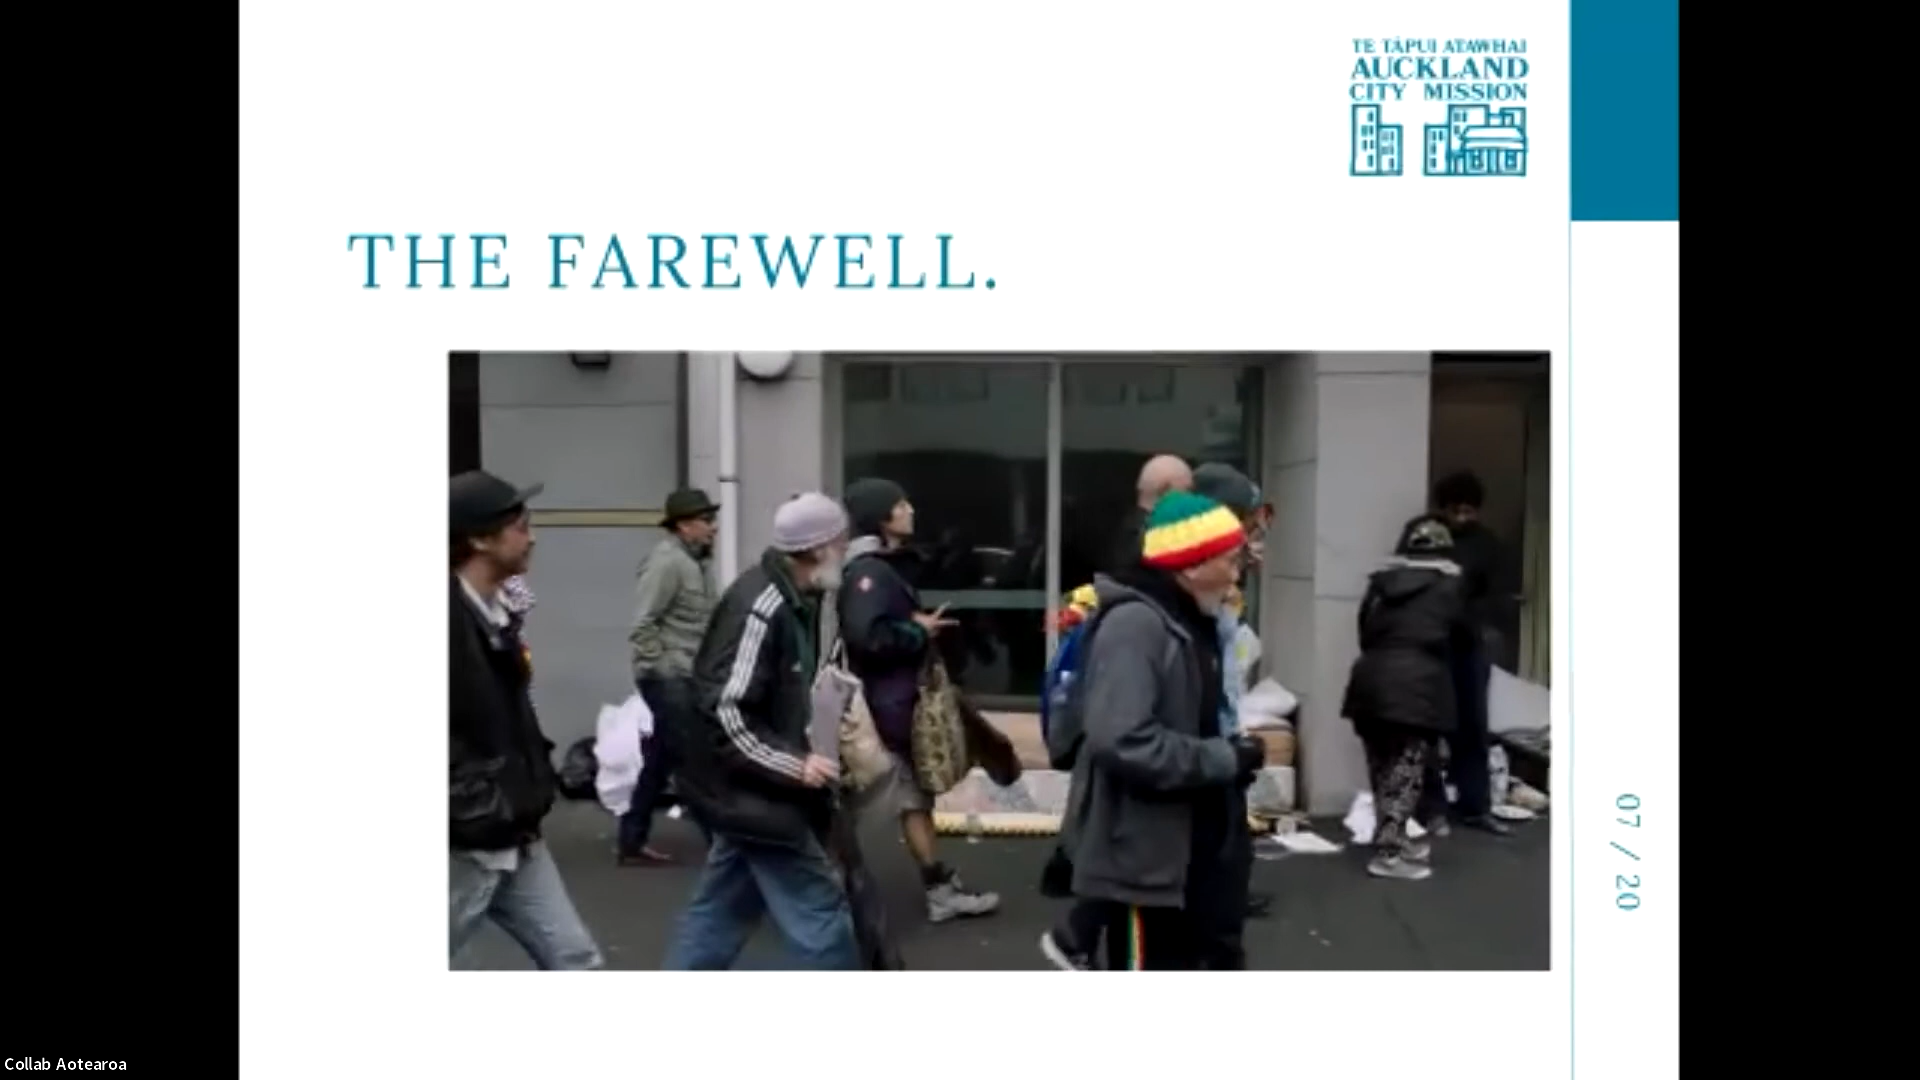 TE TĀPUI ATAWHAI
AUCKLAND
CITY MISSION
THE FAREWELL.
07 / 20
Collab Aotearoa